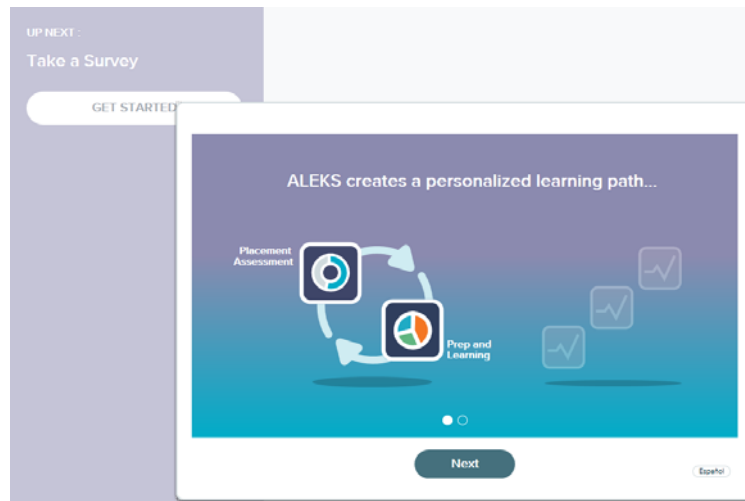 UP NEXT :
Take a Survey
GET STARTED
ALEKS creates a personalized learning path...
Placement
Assessment
Prep and
Learning
Next
Español